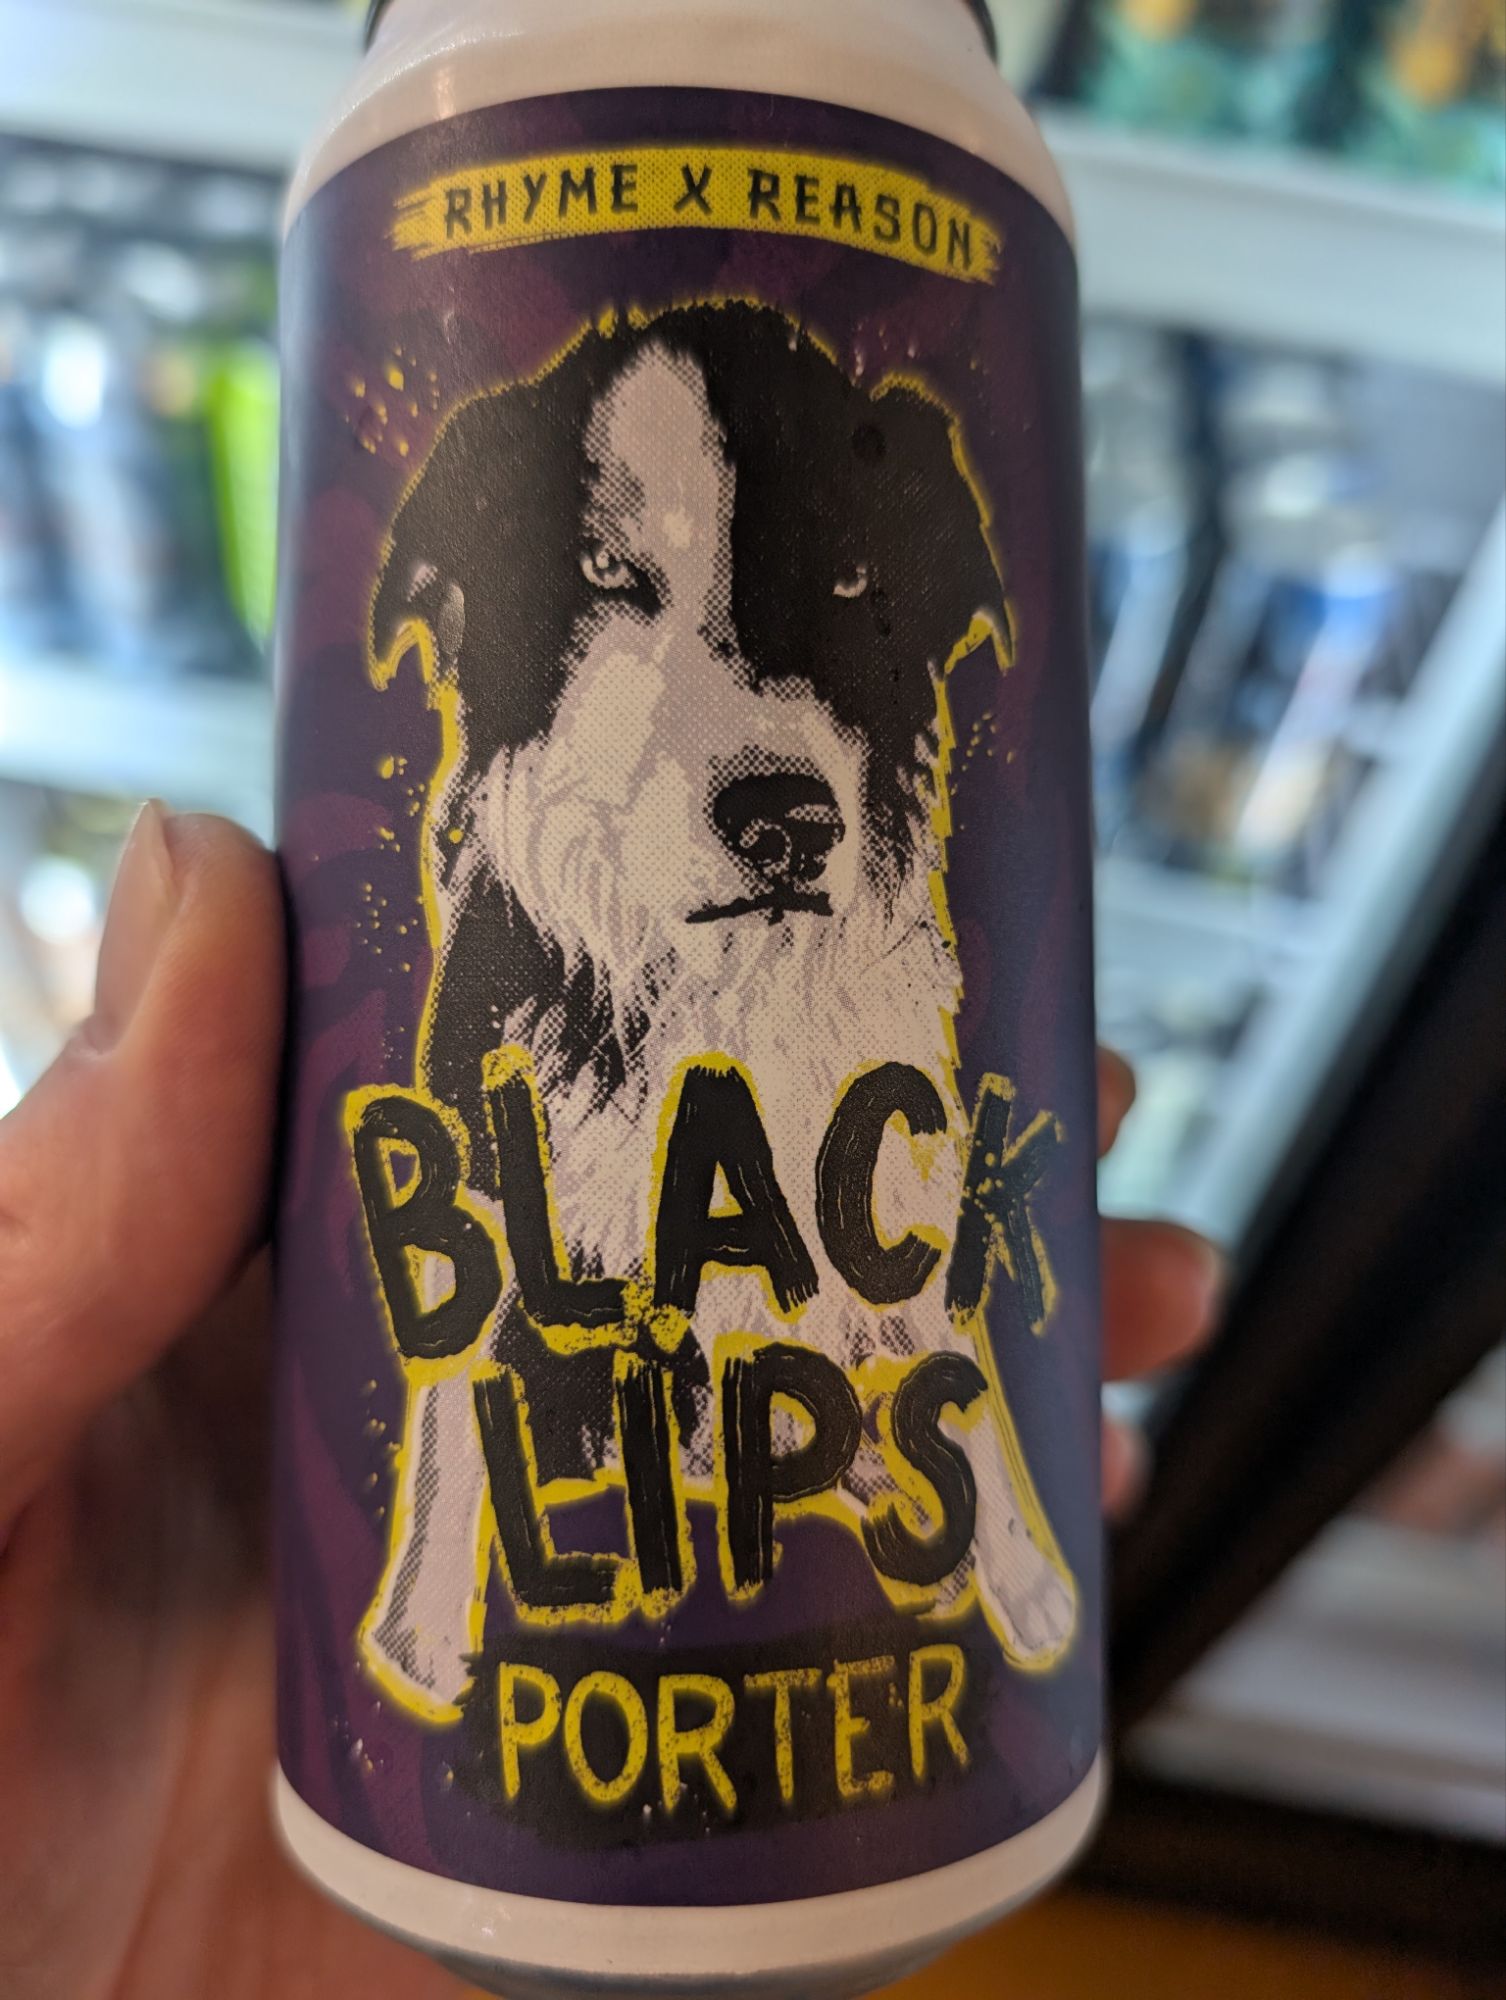 RHYME X REASON
BLACK
LIPS
PORTER